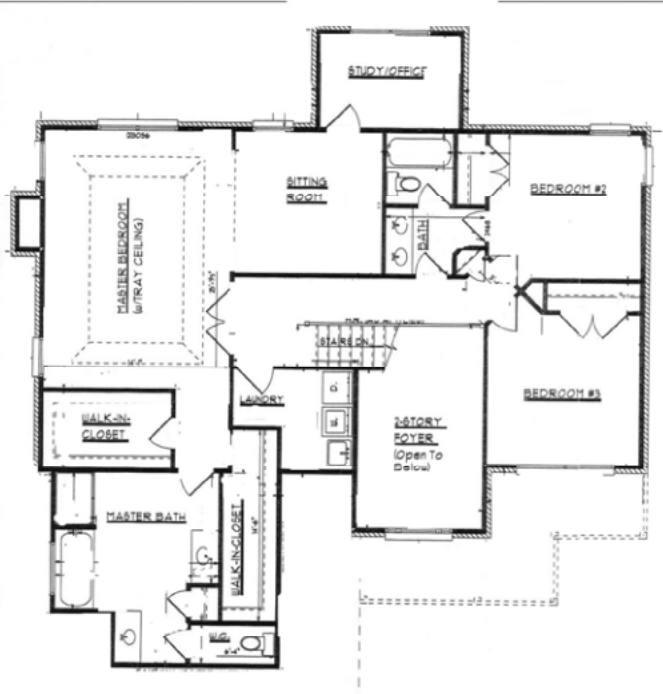 STUDY/OFFICE
SITTING
ROOM
BEDROOM #2
MASTER BEDROOM
(W/TRAY CEILING)
BATH
STAIRS DN.
LAUNDRY
D.
W.
BEDROOM #3
2-STORY
FOYER
(Open To
Below)
WALK-IN-
CLOSET
MASTER BATH
WALK-IN-CLOSET
W.C.